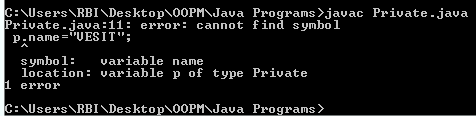 C:\Users\RBI\Desktop\OOPM\Java Programs>javac Private.java
Private.java:11: error: cannot find symbol
 p.name="VESIT";
  ^
  symbol:   variable name
  location: variable p of type Private
1 error
C:\Users\RBI\Desktop\OOPM\Java Programs>